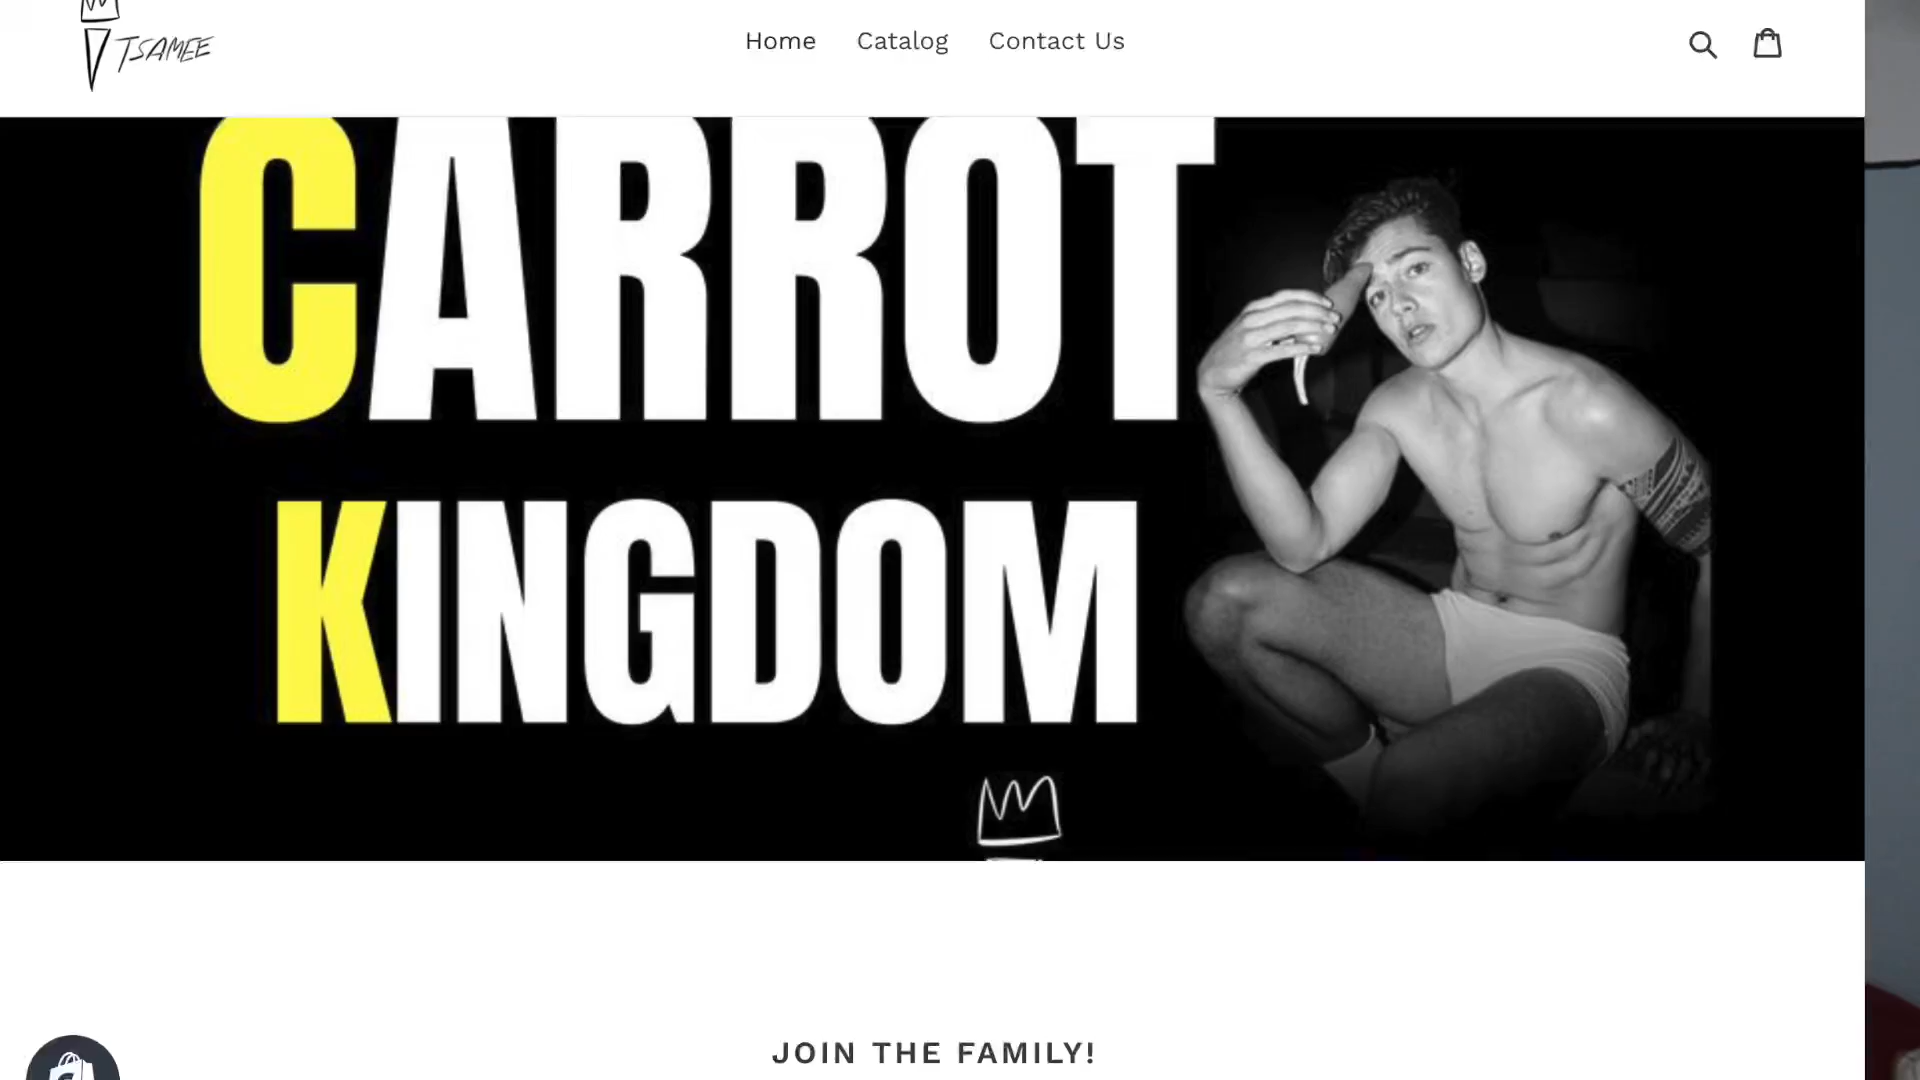 TSAMEE
Home Catalog Contact Us
CARROT
KINGDOM
JOIN THE FAMILY!